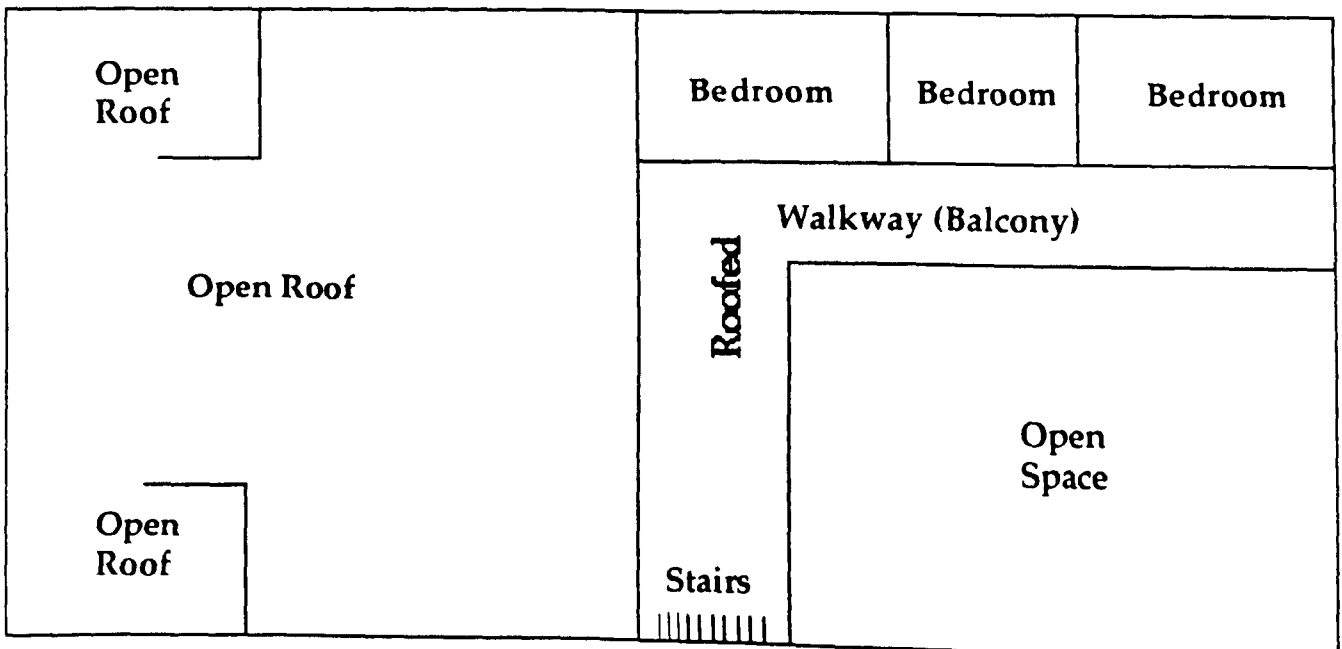 Open
Roof
Bedroom
Bedroom
Bedroom
Walkway (Balcony)
Roofed
Open Roof
Open
Space
Open
Roof
Stairs